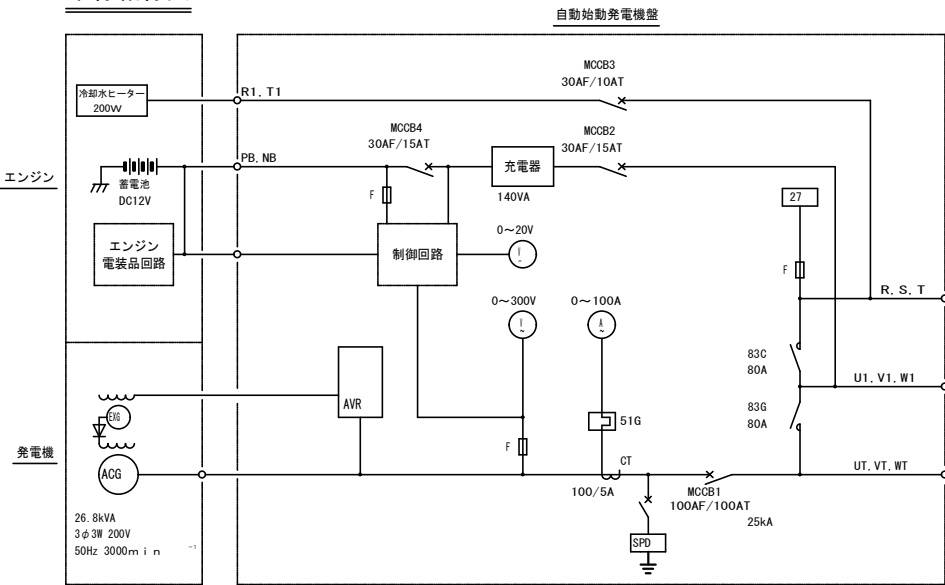 自動始動発電機盤
エンジン
冷却水ヒーター
200W
R1, T1
MCCB3
30AF/10AT
蓄電池
DC12V
PB, NB
MCCB4
30AF/15AT
充電器
140VA
MCCB2
30AF/15AT
エンジン
電装品回路
F
制御回路
0～20V
V
-
27
F
R, S, T
0～300V
V
~
0～100A
A
~
83C
80A
U1, V1, W1
83G
80A
発電機
EXG
AVR
ACG
F
51G
CT
100/5A
MCCB1
100AF/100AT
25kA
UT, VT, WT
SPD
26.8kVA
3φ3W 200V
50Hz 3000min⁻¹